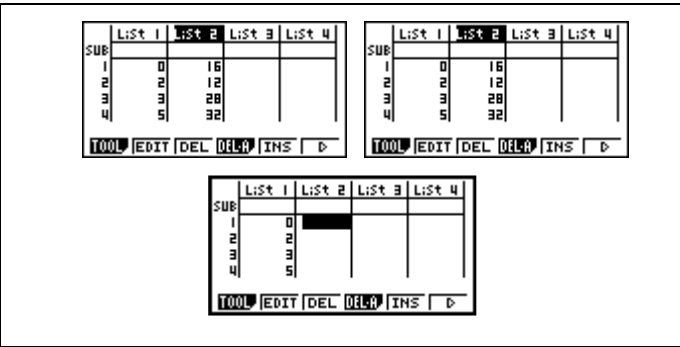 List 1 List 2 List 3 List 4
SUB
1 0 16
2 2 12
3 3 28
4 5 32
TOOL EDIT DEL DEL·A INS ▷
List 1 List 2 List 3 List 4
SUB
1 0 16
2 2 12
3 3 28
4 5 32
TOOL EDIT DEL DEL·A INS ▷
List 1 List 2 List 3 List 4
SUB
1 0
2 2
3 3
4 5
TOOL EDIT DEL DEL·A INS ▷